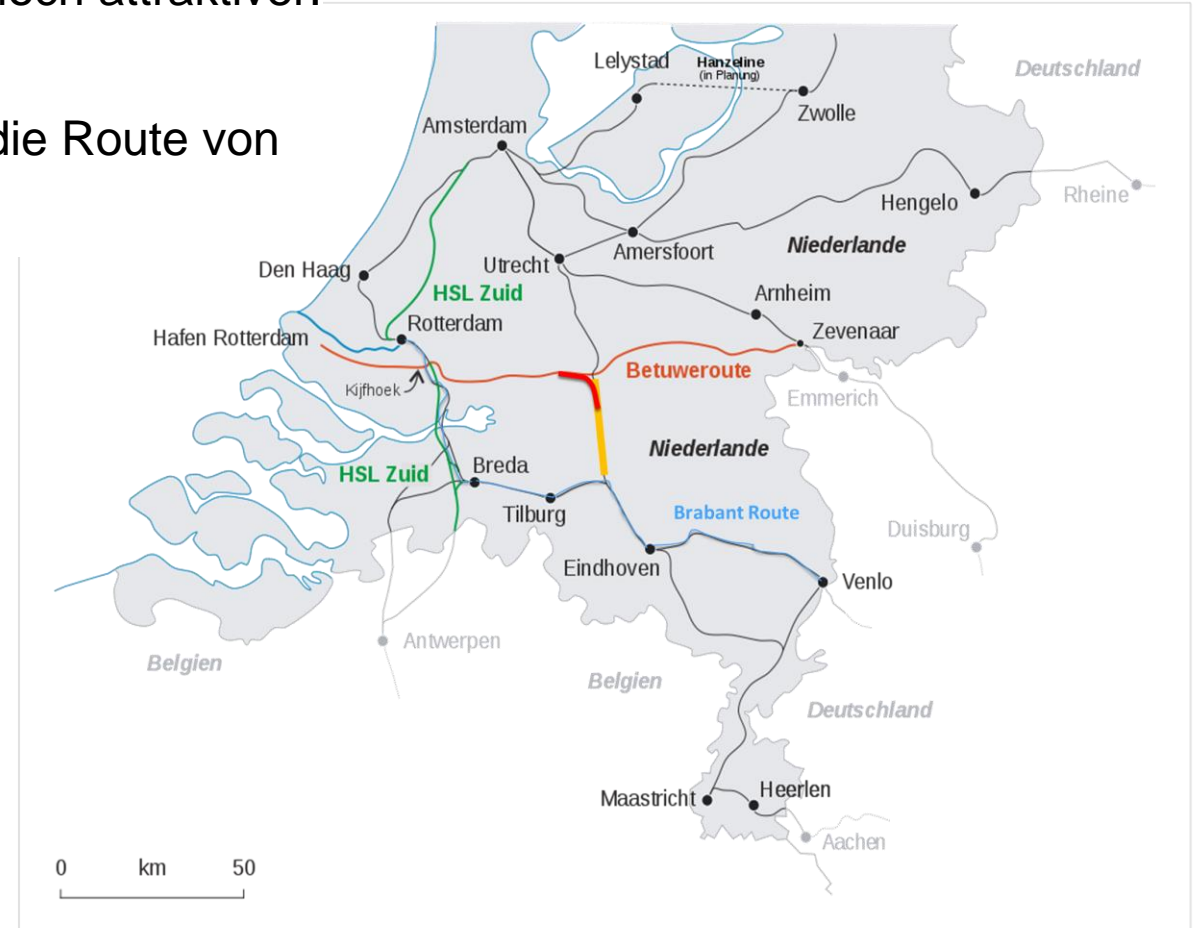 noch attraktiver.
die Route von
Lelystad
Hanzeline
(in Planung)
Deutschland
Zwolle
Amsterdam
Rheine
Hengelo
Amersfoort
Niederlande
Utrecht
Den Haag
HSL Zuid
Arnheim
Rotterdam
Zevenaar
Hafen Rotterdam
Betuweroute
Kijfhoek
Emmerich
Niederlande
HSL Zuid
Breda
Tilburg
Brabant Route
Duisburg
Eindhoven
Venlo
Antwerpen
Belgien
Belgien
Deutschland
Maastricht
Heerlen
Aachen
0 km 50